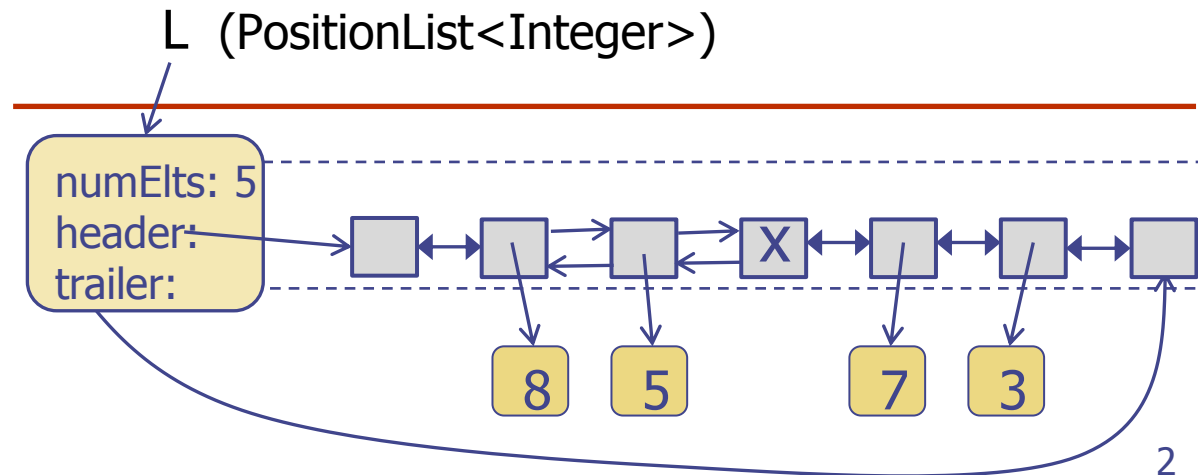 L (PositionList<Integer>)
numElts: 5
header:
trailer:
X
8 5 7 3
2